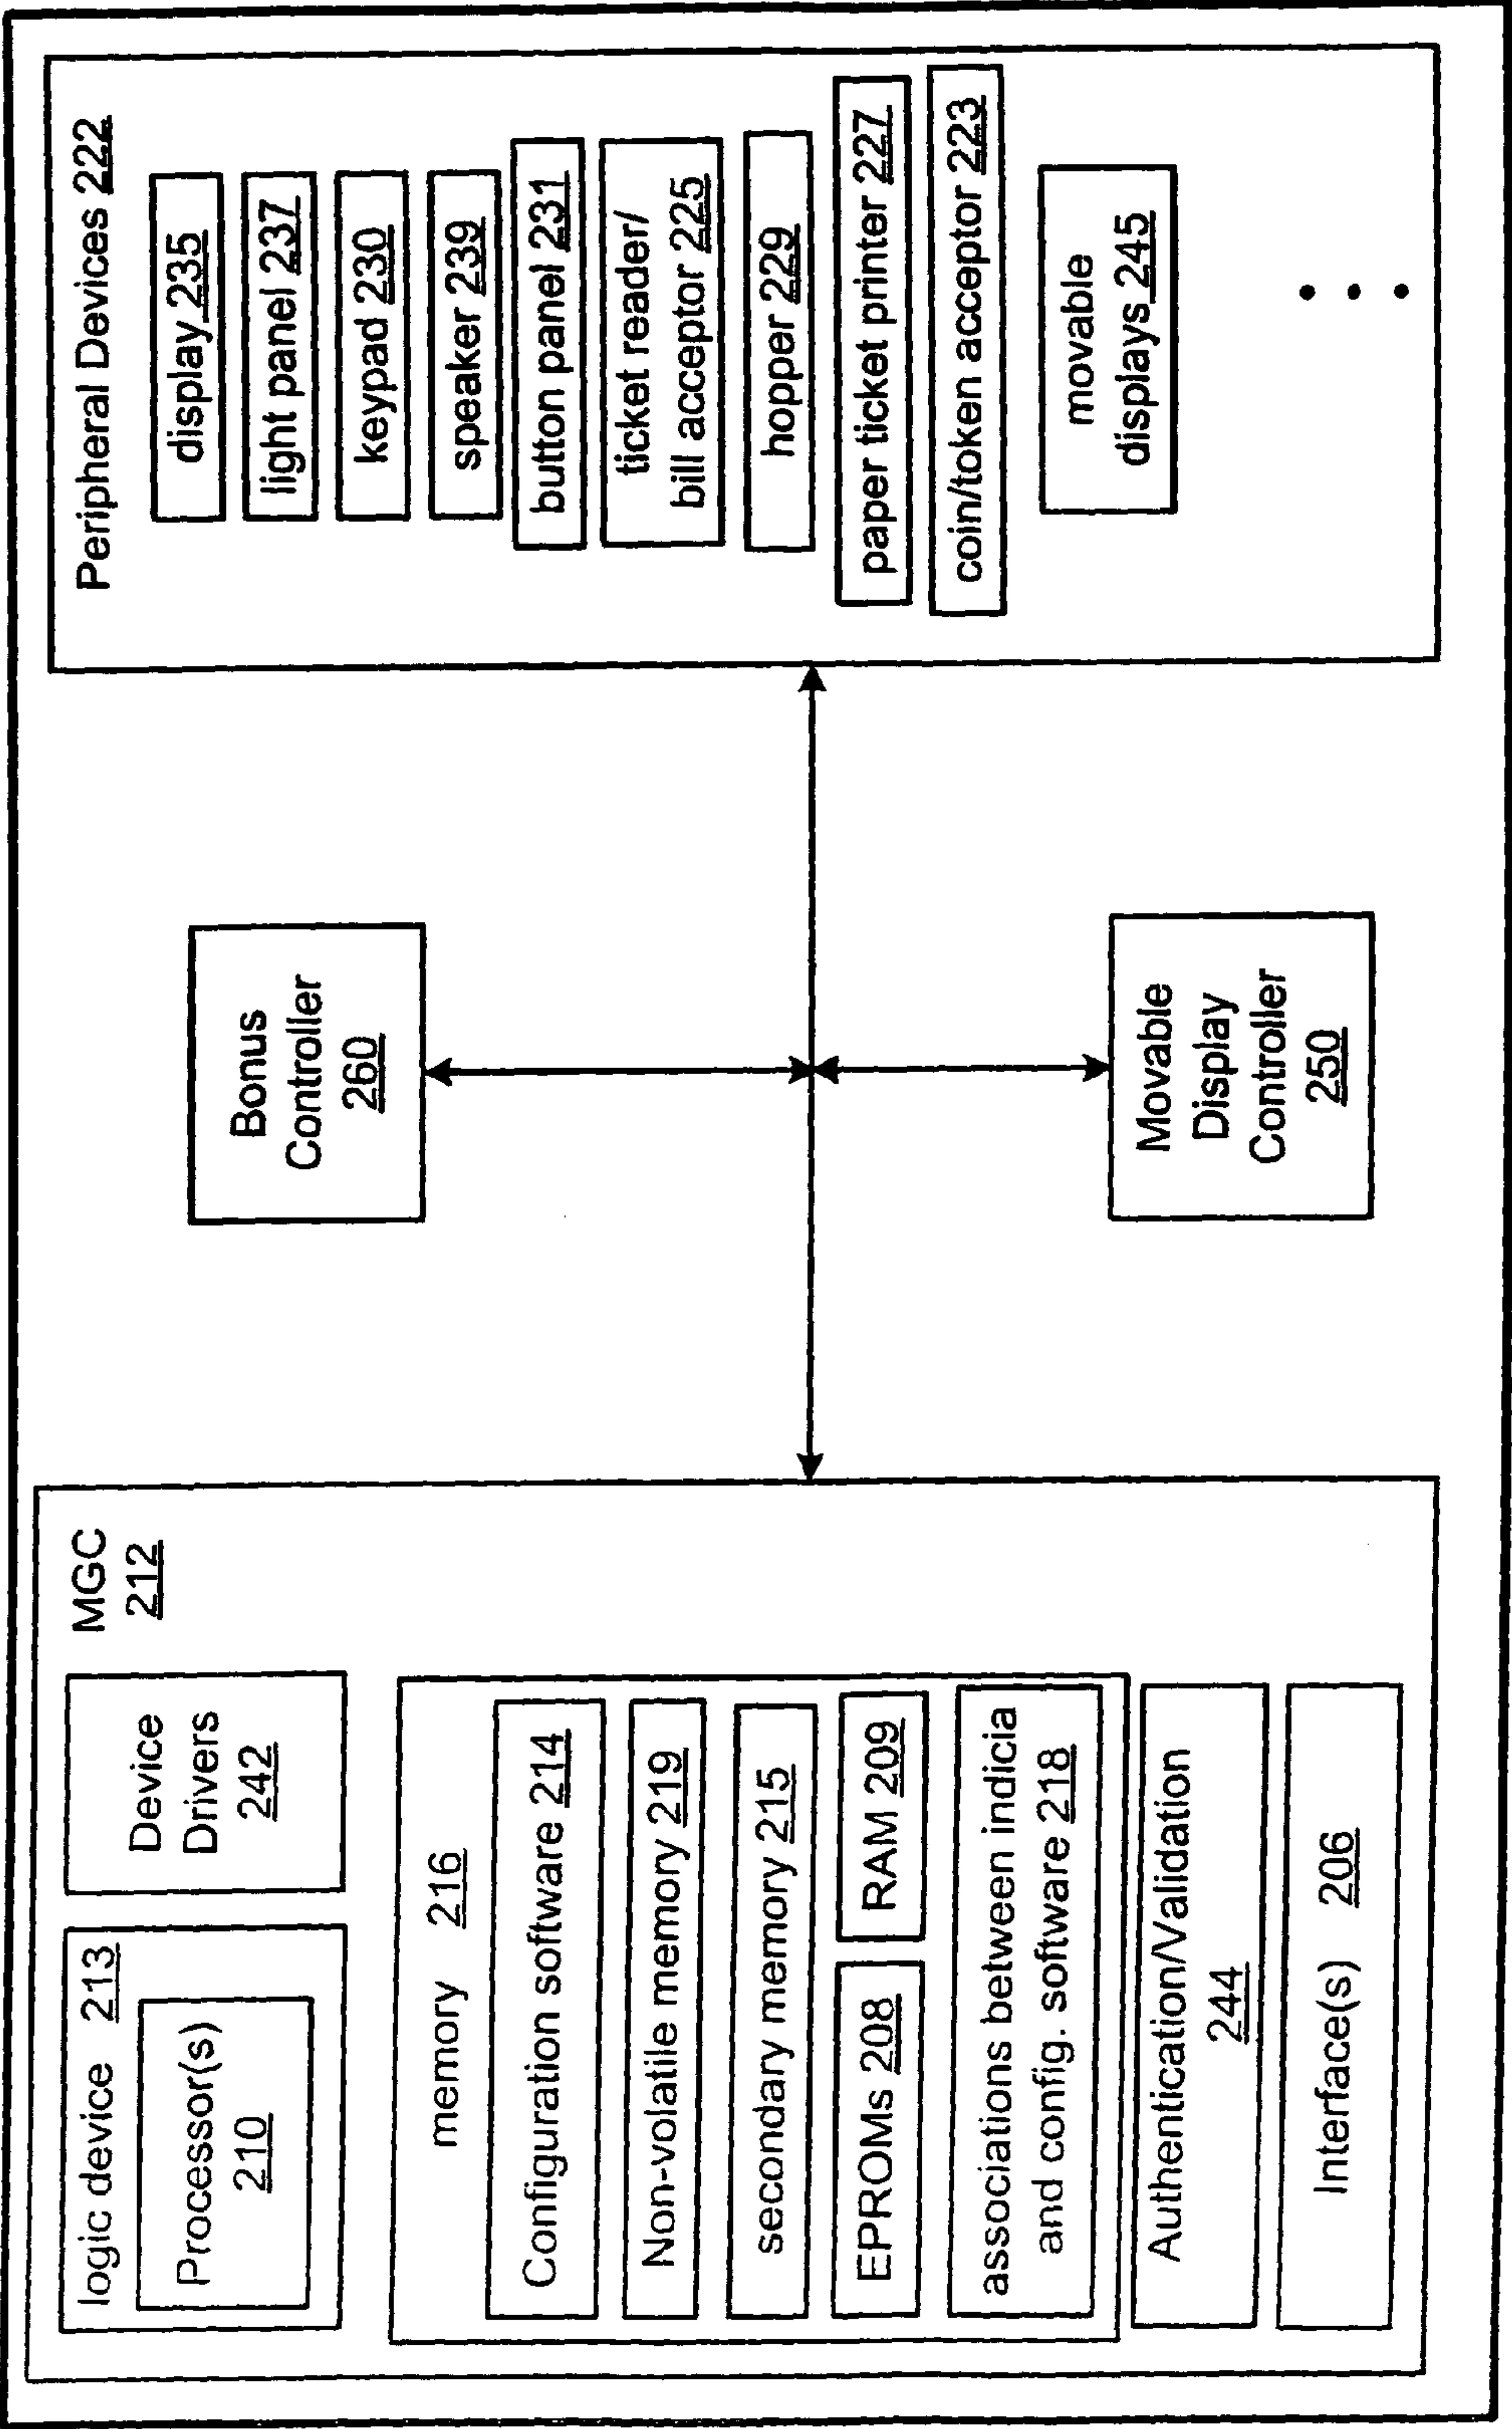 MGC
212
logic device 213
Processor(s)
210
Device
Drivers
242
memory 216
Configuration software 214
Non-volatile memory 219
secondary memory 215
EPROMs 208
RAM 209
associations between indicia
and config. software 218
Authentication/Validation
244
Interface(s) 206
Bonus
Controller
260
Movable
Display
Controller
250
Peripheral Devices 222
display 235
light panel 237
keypad 230
speaker 239
button panel 231
ticket reader/
bill acceptor 225
hopper 229
paper ticket printer 227
coin/token acceptor 223
movable
displays 245